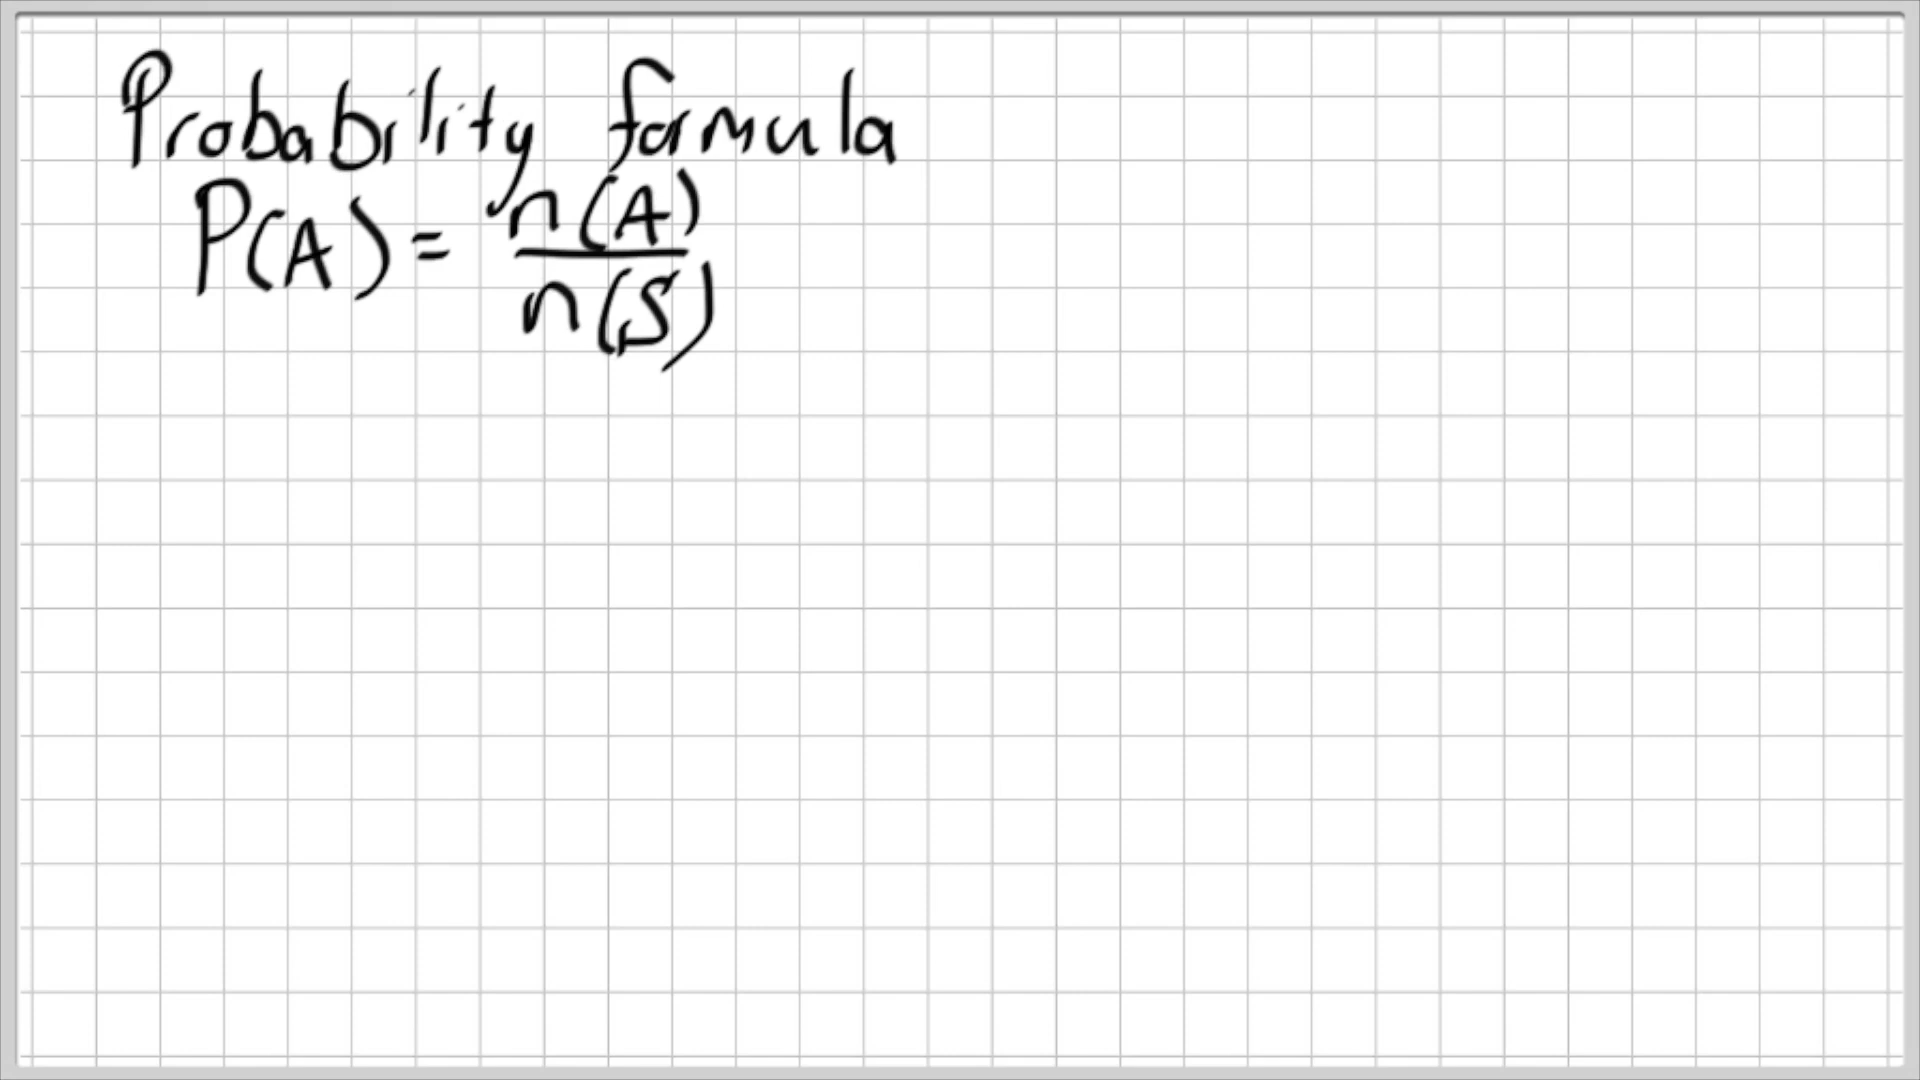 Probability formula
P(A) = n(A) / n(S)